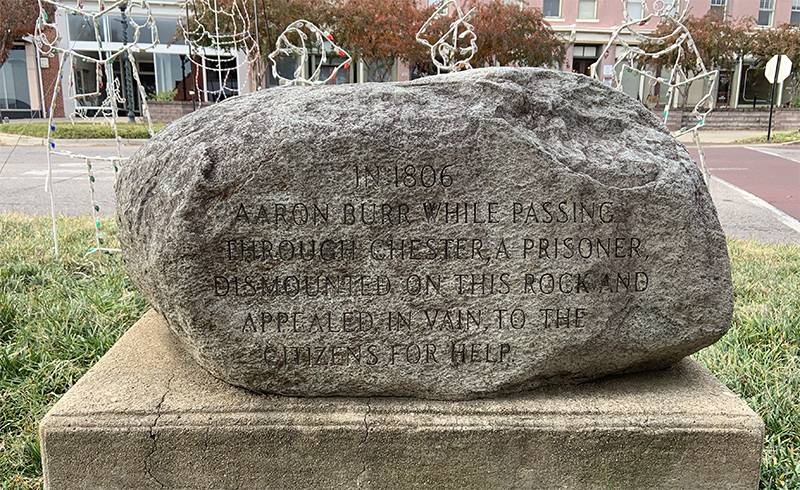 IN 1806
AARON BURR WHILE PASSING
THROUGH CHESTER, A PRISONER,
DISMOUNTED ON THIS ROCK AND
APPEALED IN VAIN, TO THE
CITIZENS FOR HELP.